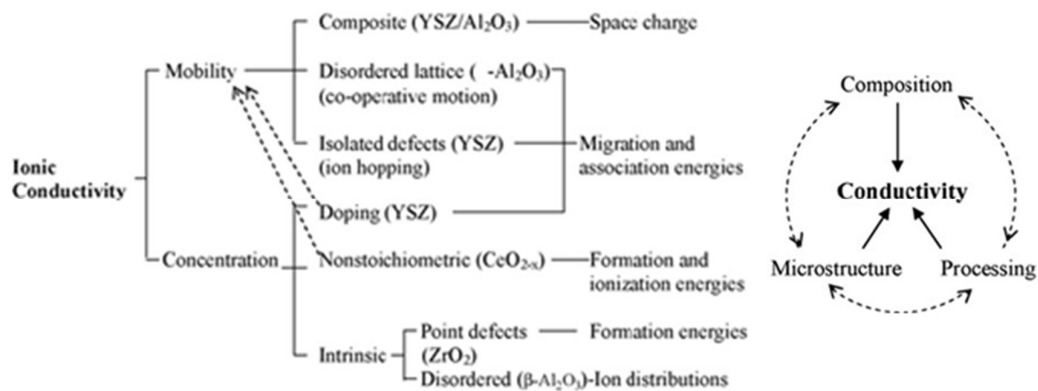 Composite (YSZ/Al₂O₃)
Space charge
Mobility
Disordered lattice ( -Al₂O₃)
(co-operative motion)
Isolated defects (YSZ)
(ion hopping)
Migration and
association energies
Ionic
Conductivity
Doping (YSZ)
Concentration
Nonstoichiometric (CeO₂₋ₓ)
Formation and
ionization energies
Intrinsic
Point defects
(ZrO₂)
Formation energies
Disordered (β-Al₂O₃)-Ion distributions
Composition
Conductivity
Microstructure
Processing